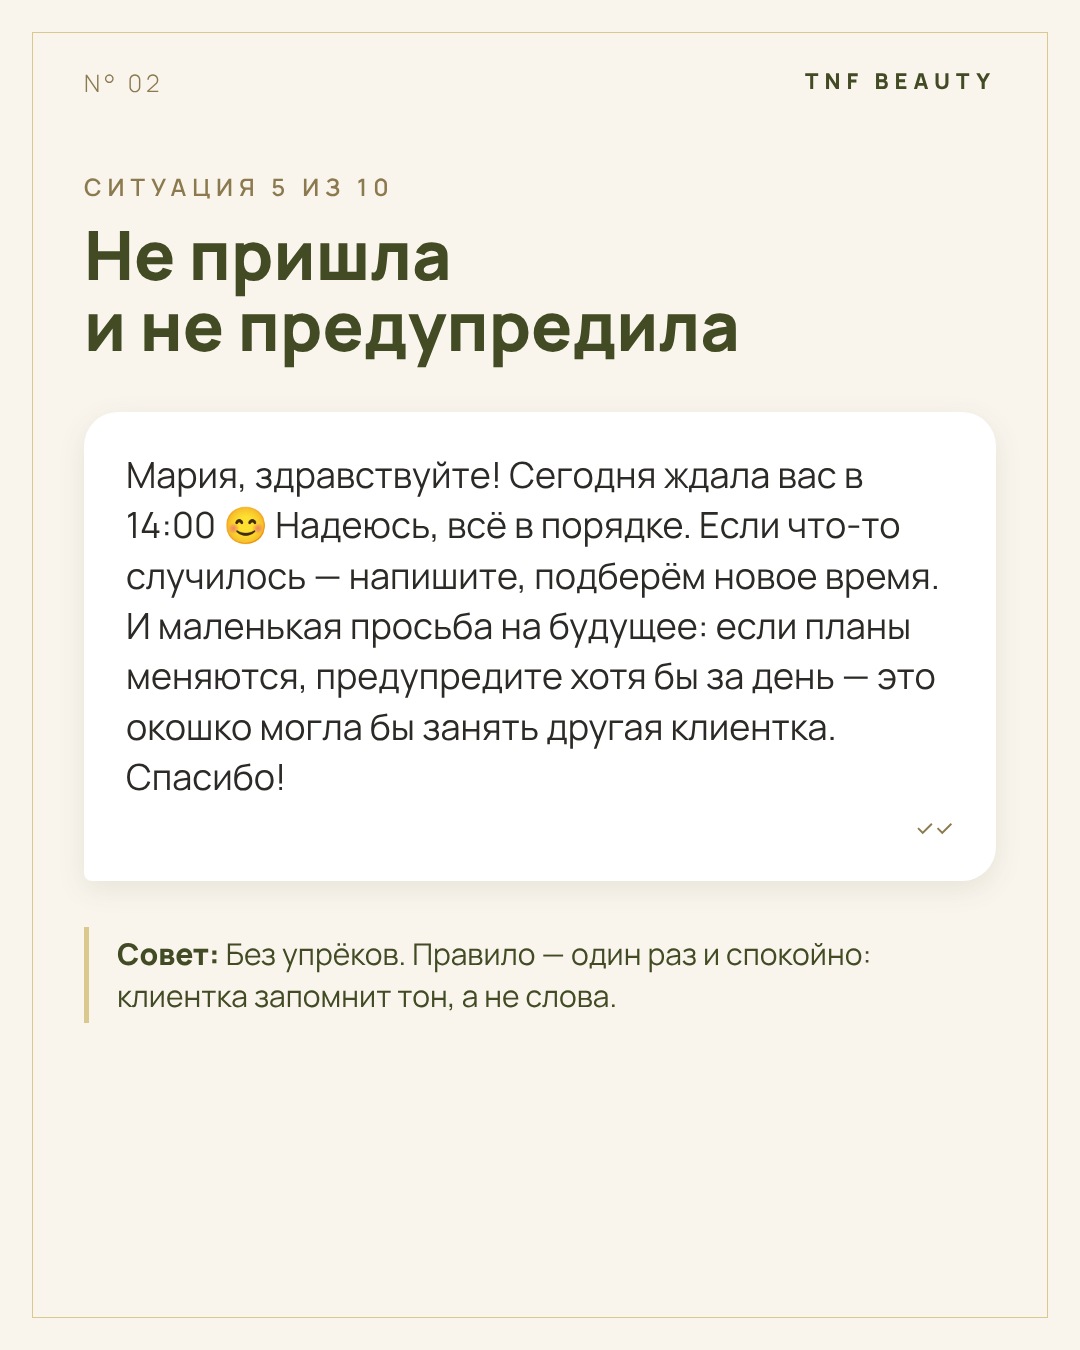 N° 02
TNF BEAUTY
СИТУАЦИЯ 5 ИЗ 10
Не пришла
и не предупредила
Мария, здравствуйте! Сегодня ждала вас в
14:00 😊 Надеюсь, всё в порядке. Если что-то
случилось — напишите, подберём новое время.
И маленькая просьба на будущее: если планы
меняются, предупредите хотя бы за день — это
окошко могла бы занять другая клиентка.
Спасибо!
Совет: Без упрёков. Правило — один раз и спокойно:
клиентка запомнит тон, а не слова.